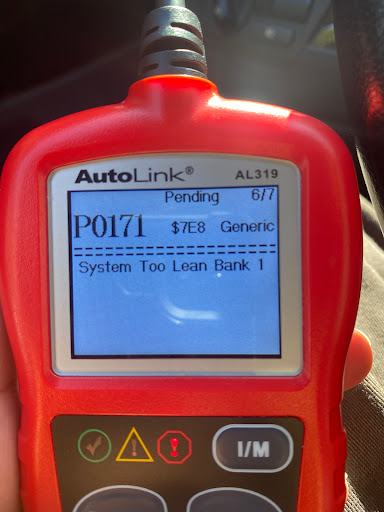 AutoLink® AL319
Pending 6/7
P0171 $7E8 Generic
System Too Lean Bank 1
I/M